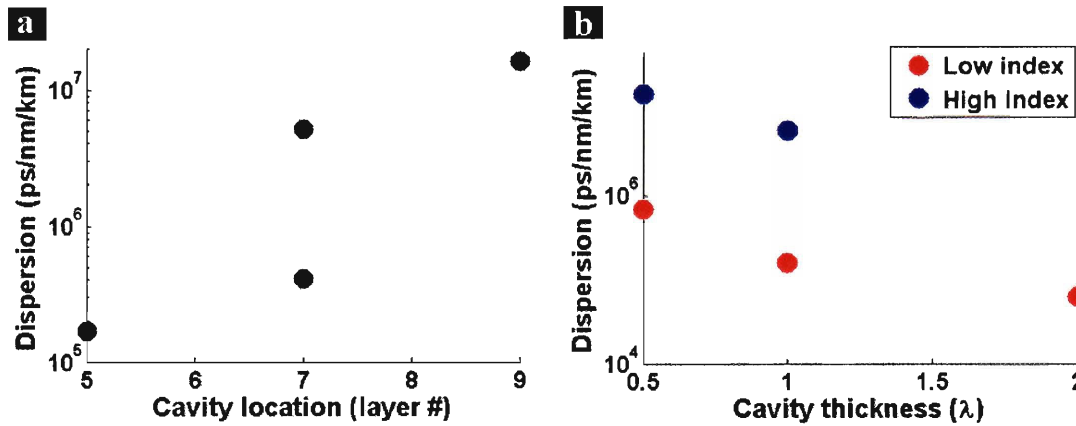 a
Dispersion (ps/nm/km)
10^7
10^6
10^5
5 6 7 8 9
Cavity location (layer #)
b
Dispersion (ps/nm/km)
10^6
10^4
0.5 1 1.5 2
Cavity thickness (λ)
Low index
High Index